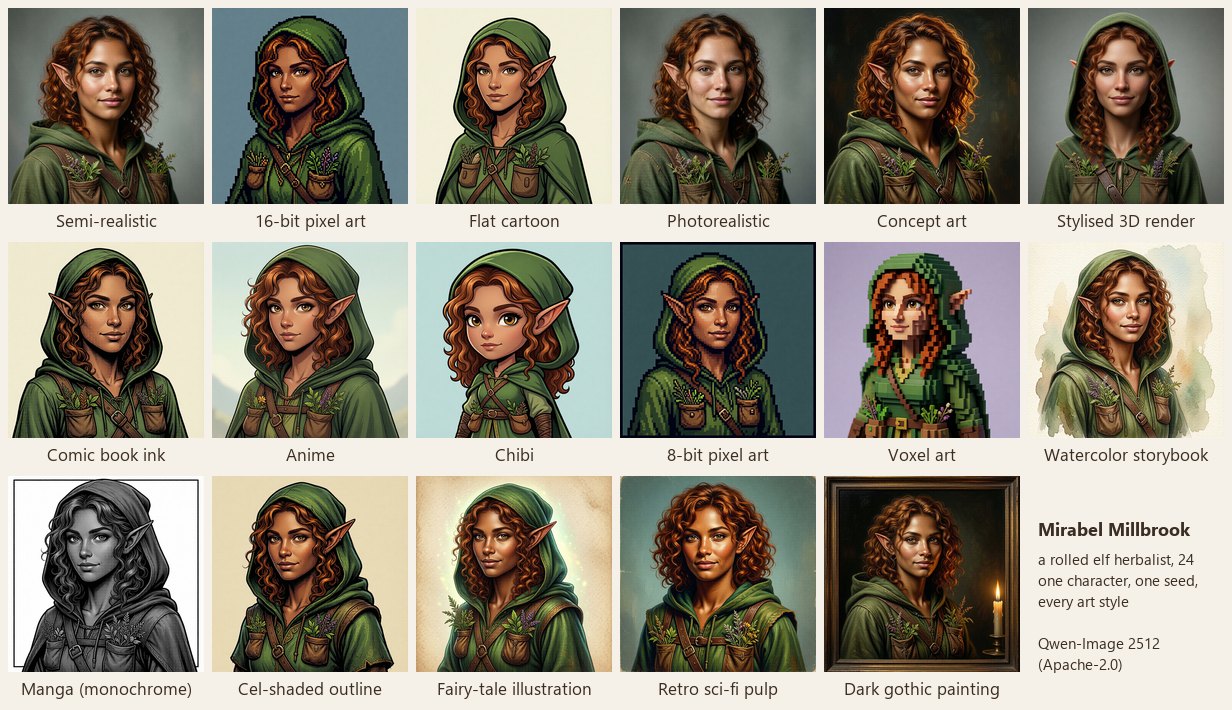 Semi-realistic
16-bit pixel art
Flat cartoon
Photorealistic
Concept art
Stylised 3D render
Comic book ink
Anime
Chibi
8-bit pixel art
Voxel art
Watercolor storybook
Manga (monochrome)
Cel-shaded outline
Fairy-tale illustration
Retro sci-fi pulp
Dark gothic painting
Mirabel Millbrook
a rolled elf herbalist, 24
one character, one seed,
every art style
Qwen-Image 2512
(Apache-2.0)